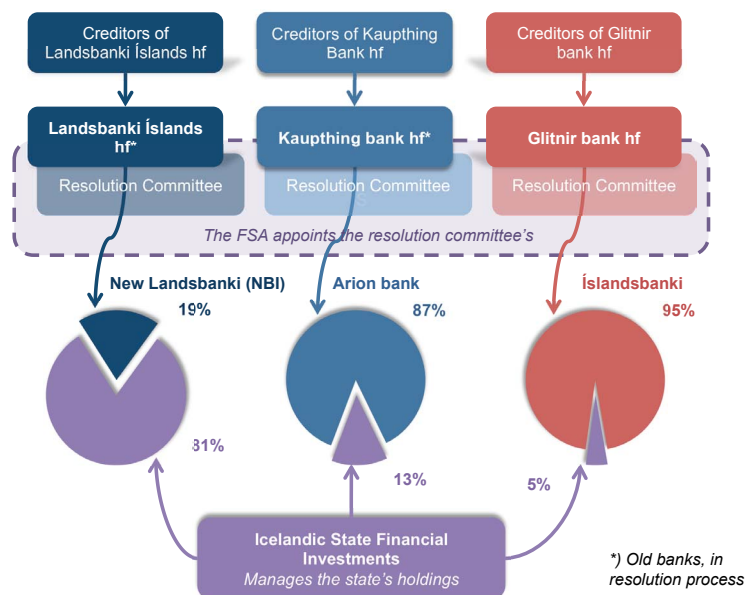 Creditors of
Landsbanki Íslands hf
Creditors of Kaupthing
Bank hf
Creditors of Glitnir
bank hf
Landsbanki Íslands
hf*
Kaupthing bank hf*
Glitnir bank hf
Resolution Committee
Resolution Committee
Resolution Committee
The FSA appoints the resolution committee's
New Landsbanki (NBI)
19%
Arion bank
87%
Íslandsbanki
95%
81%
13%
5%
Icelandic State Financial
Investments
Manages the state's holdings
*) Old banks, in
resolution process